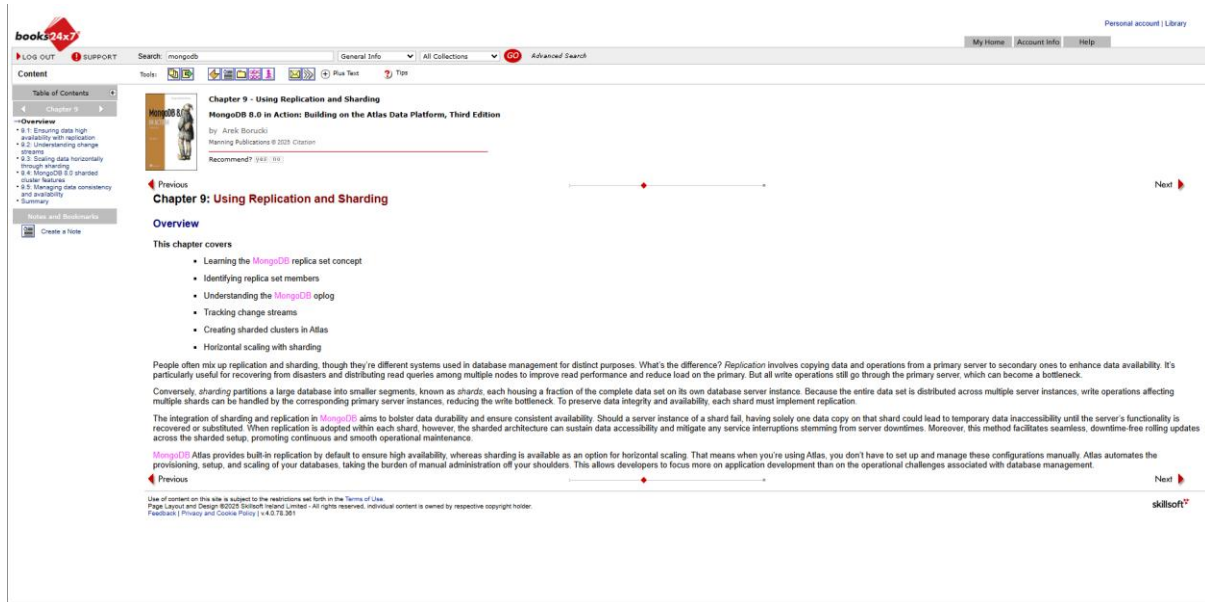 Personal account | Library
books24x7
My Home Account Info Help
LOG OUT SUPPORT Search: mongodb General Info All Collections GO Advanced Search
Content Tools: Plus Text Tips
Table of Contents
Chapter 9
Overview
9.1: Ensuring data high
availability with replication
9.2: Understanding change
streams
9.3: Scaling data horizontally
through sharding
9.4: MongoDB 8.0 sharded
cluster features
9.5: Managing data consistency
and availability
Summary
Notes and Bookmarks
Create a Note
MongoDB 8.0
Chapter 9 - Using Replication and Sharding
MongoDB 8.0 in Action: Building on the Atlas Data Platform, Third Edition
by Arek Borucki
Manning Publications © 2025 Citation
Recommend? yes no
Previous Next
Chapter 9: Using Replication and Sharding
Overview
This chapter covers
• Learning the MongoDB replica set concept
• Identifying replica set members
• Understanding the MongoDB oplog
• Tracking change streams
• Creating sharded clusters in Atlas
• Horizontal scaling with sharding
People often mix up replication and sharding, though they're different systems used in database management for distinct purposes. What's the difference? Replication involves copying data and operations from a primary server to secondary ones to enhance data availability. It's
particularly useful for recovering from disasters and distributing read queries among multiple nodes to improve read performance and reduce load on the primary. But all write operations still go through the primary server, which can become a bottleneck.
Conversely, sharding partitions a large database into smaller segments, known as shards, each housing a fraction of the complete data set on its own database server instance. Because the entire data set is distributed across multiple server instances, write operations affecting
multiple shards can be handled by the corresponding primary server instances, reducing the write bottleneck. To preserve data integrity and availability, each shard must implement replication.
The integration of sharding and replication in MongoDB aims to bolster data durability and ensure consistent availability. Should a server instance of a shard fail, having solely one data copy on that shard could lead to temporary data inaccessibility until the server's functionality is
recovered or substituted. When replication is adopted within each shard, however, the sharded architecture can sustain data accessibility and mitigate any service interruptions stemming from server downtimes. Moreover, this method facilitates seamless, downtime-free rolling updates
across the sharded setup, promoting continuous and smooth operational maintenance.
MongoDB Atlas provides built-in replication by default to ensure high availability, whereas sharding is available as an option for horizontal scaling. That means when you're using Atlas, you don't have to set up and manage these configurations manually. Atlas automates the
provisioning, setup, and scaling of your databases, taking the burden of manual administration off your shoulders. This allows developers to focus more on application development than on the operational challenges associated with database management.
Previous Next
Use of content on this site is subject to the restrictions set forth in the Terms of Use.
Page Layout and Design ©2025 Skillsoft Ireland Limited - All rights reserved, individual content is owned by respective copyright holder.
Feedback | Privacy and Cookie Policy | v.4.0.78.361
skillsoft